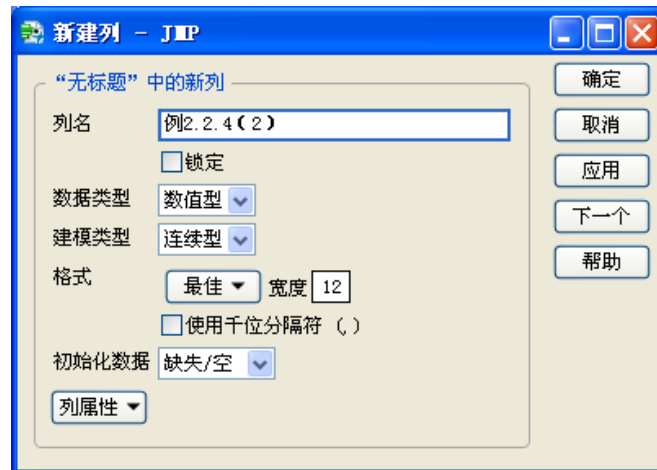 新建列 - JMP
“无标题”中的新列
列名 例2.2.4(2)
锁定
数据类型 数值型
建模类型 连续型
格式 最佳 宽度 12
使用千位分隔符 (,)
初始化数据 缺失/空
列属性
确定
取消
应用
下一个
帮助